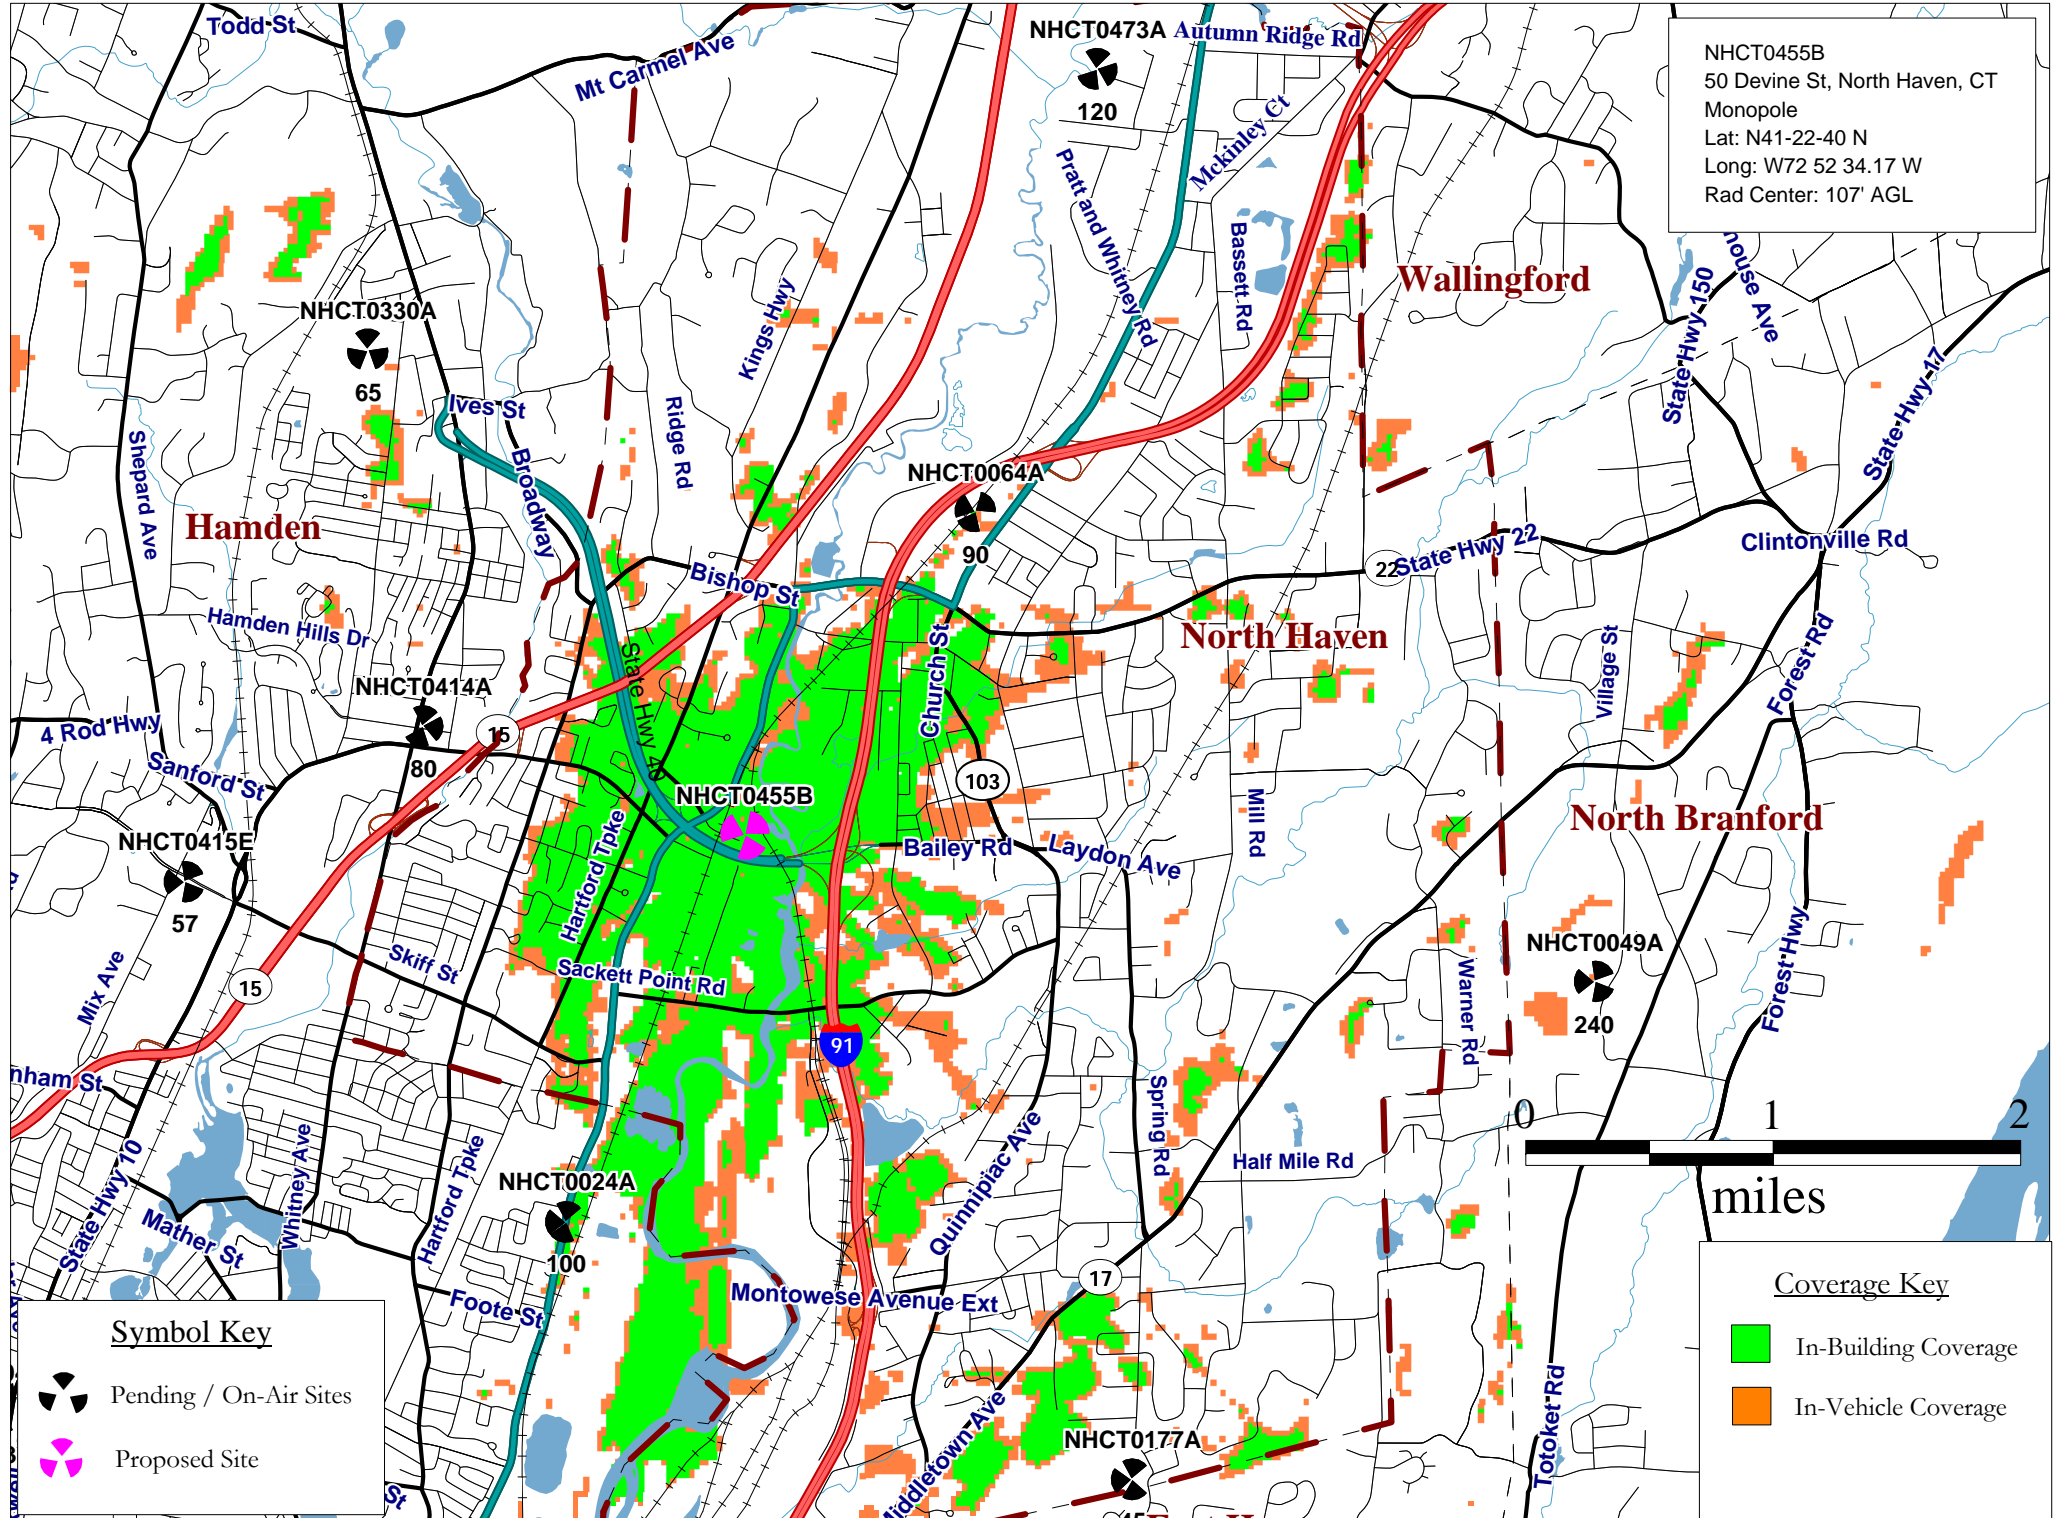 Todd St
Mt Carmel Ave
NHCT0473A
120
Autumn Ridge Rd
Mckinley Ct
Pratt and Whitney Rd
Bassett Rd
NHCT0455B
50 Devine St, North Haven, CT
Monopole
Lat: N41-22-40 N
Long: W72 52 34.17 W
Rad Center: 107' AGL
Wallingford
State Hwy 150
house Ave
State Hwy 17
NHCT0330A
65
Kings Hwy
Ives St
Broadway
Ridge Rd
Shepard Ave
Hamden
NHCT0064A
90
Bishop St
22
State Hwy 22
Clintonville Rd
Hamden Hills Dr
State Hwy 40
Church St
North Haven
Village St
Forest Rd
NHCT0414A
80
15
4 Rod Hwy
Sanford St
NHCT0455B
103
Mill Rd
North Branford
NHCT0415E
57
Hartford Tpke
Bailey Rd
Laydon Ave
Skiff St
Sackett Point Rd
Mix Ave
15
Warner Rd
NHCT0049A
240
Forest Hwy
91
nham St
State Hwy 10
Whitney Ave
Mather St
Hartford Tpke
NHCT0024A
100
Foote St
Quinnipiac Ave
Spring Rd
Half Mile Rd
0 1 2
miles
17
Montowese Avenue Ext
Middletown Ave
NHCT0177A
45
Totoket Rd
St
Symbol Key
Pending / On-Air Sites
Proposed Site
Coverage Key
In-Building Coverage
In-Vehicle Coverage